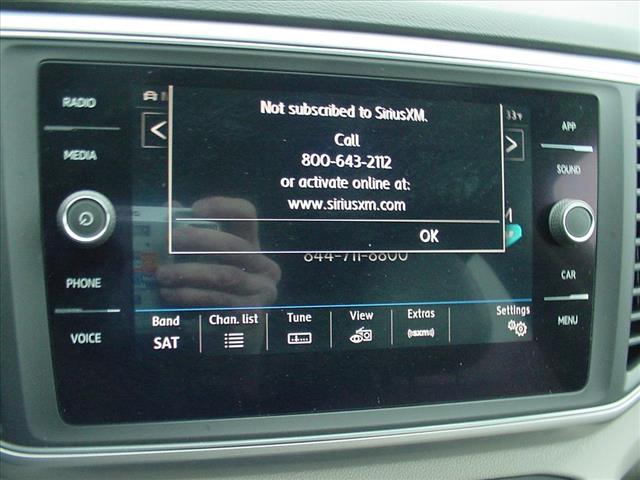 RADIO
MEDIA
PHONE
VOICE
Not subscribed to SiriusXM.
Call
800-643-2112
or activate online at:
www.siriusxm.com
OK
844-711-8800
Band
SAT
Chan. list
Tune
View
Extras
((sxm))
Settings
APP
SOUND
CAR
MENU